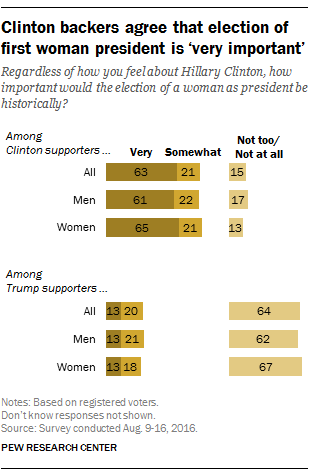 Clinton backers agree that election of
first woman president is ‘very important’
Regardless of how you feel about Hillary Clinton, how
important would the election of a woman as president be
historically?
Among
Clinton supporters ... Very Somewhat Not too/
Not at all
All 63 21 15
Men 61 22 17
Women 65 21 13
Among
Trump supporters ...
All 13 20 64
Men 13 21 62
Women 13 18 67
Notes: Based on registered voters.
Don’t know responses not shown.
Source: Survey conducted Aug. 9-16, 2016.
PEW RESEARCH CENTER